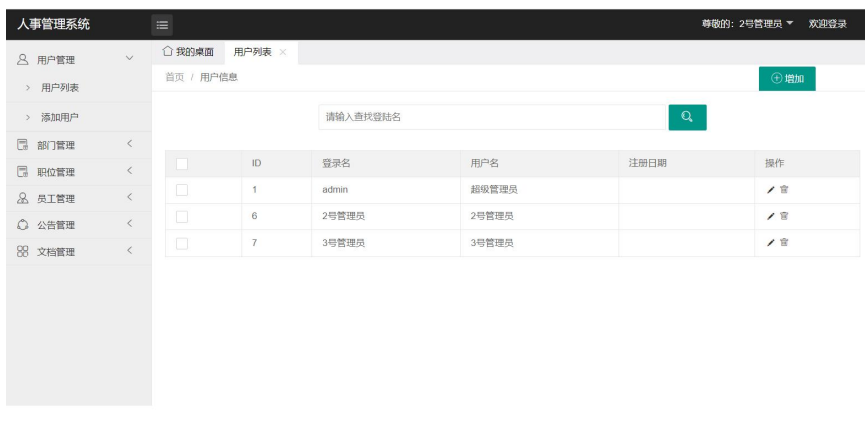 人事管理系统
尊敬的：2号管理员 欢迎登录
用户管理
用户列表
添加用户
部门管理
职位管理
员工管理
公告管理
文档管理
我的桌面 用户列表 ×
首页 / 用户信息
增加
请输入查找登陆名
ID 登录名 用户名 注册日期 操作
1 admin 超级管理员
6 2号管理员 2号管理员
7 3号管理员 3号管理员